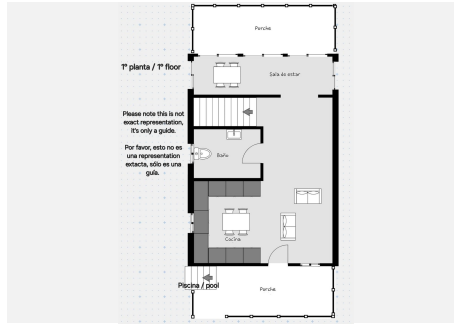 Porche
1ª planta / 1ª floor
Sala de estar
Please note this is not
exact representation,
it's only a guide.
Por favor, esto no es
una representation
extacta, sólo es una
guía.
Baño
Cocina
Piscina / pool
Porche